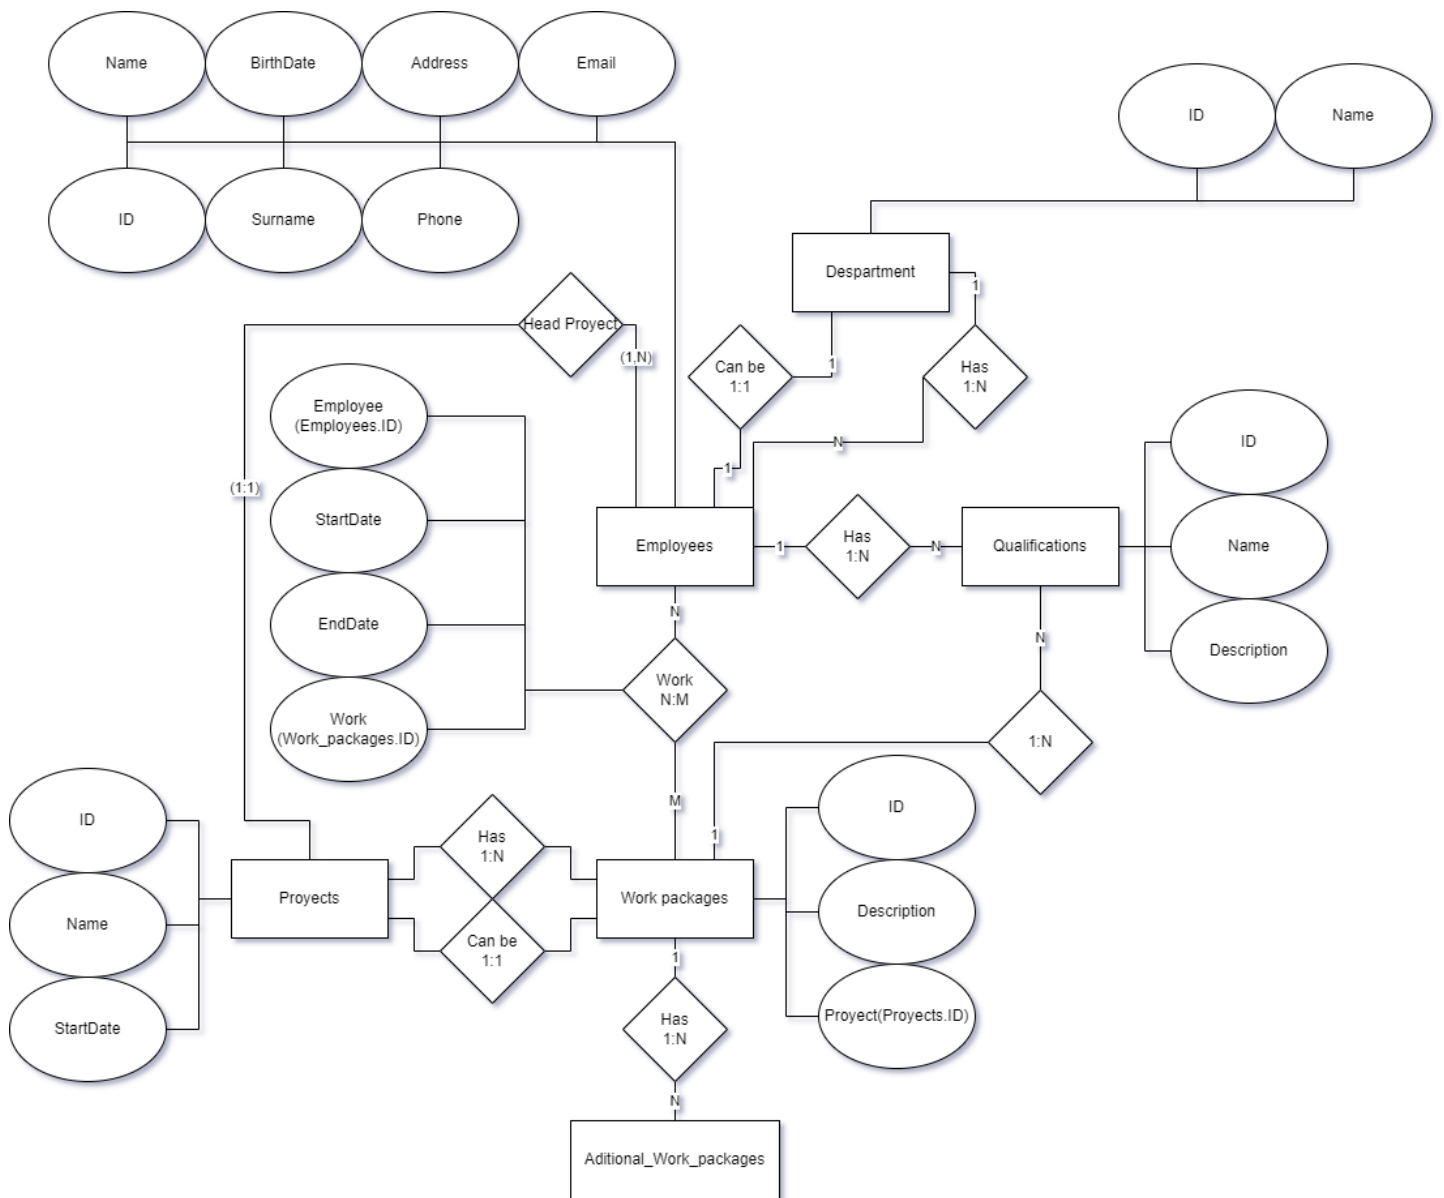 Name
BirthDate
Address
Email
ID
Name
ID
Surname
Phone
Despartment
1
Head Proyect
(1,N)
Can be
1:1
1
Has
1:N
Employee
(Employees.ID)
N
ID
1
(1:1)
StartDate
Employees
1
Has
1:N
N
Qualifications
Name
EndDate
N
N
Description
Work
N:M
Work
(Work_packages.ID)
1:N
M
ID
Has
1:N
1
ID
Proyects
Work packages
Description
Name
Can be
1:1
1
StartDate
Has
1:N
Proyect(Proyects.ID)
N
Aditional_Work_packages